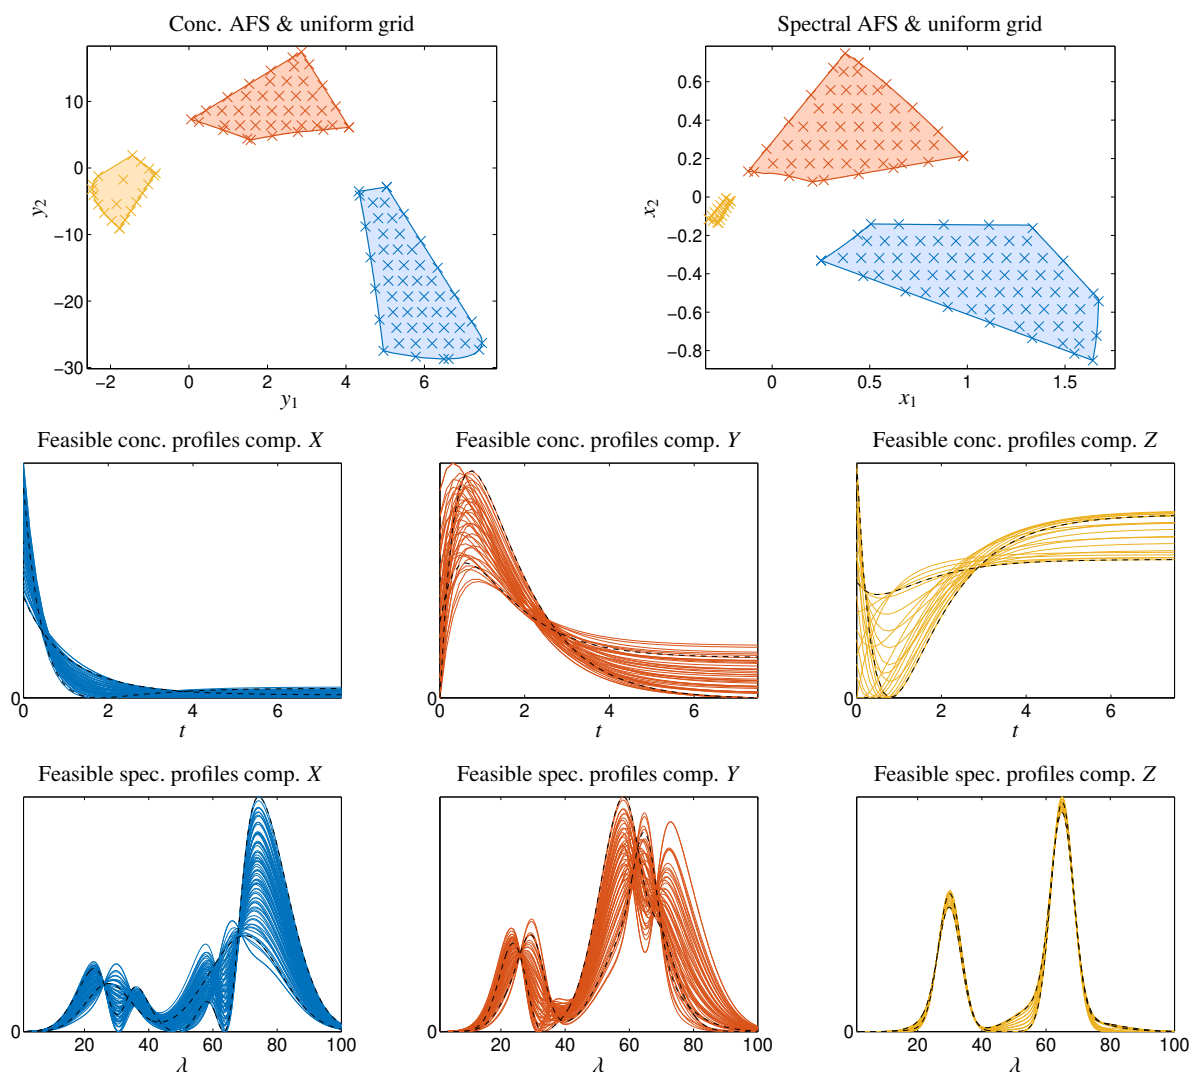 Conc. AFS & uniform grid
Spectral AFS & uniform grid
10
0
−10
−20
−30
y2
−2 0 2 4 6
y1
0.6
0.4
0.2
0
−0.2
−0.4
−0.6
−0.8
x2
0 0.5 1 1.5
x1
Feasible conc. profiles comp. X
Feasible conc. profiles comp. Y
Feasible conc. profiles comp. Z
0
0 2 4 6
t
0
0 2 4 6
t
0
0 2 4 6
t
Feasible spec. profiles comp. X
Feasible spec. profiles comp. Y
Feasible spec. profiles comp. Z
0
20 40 60 80 100
λ
0
20 40 60 80 100
λ
0
20 40 60 80 100
λ